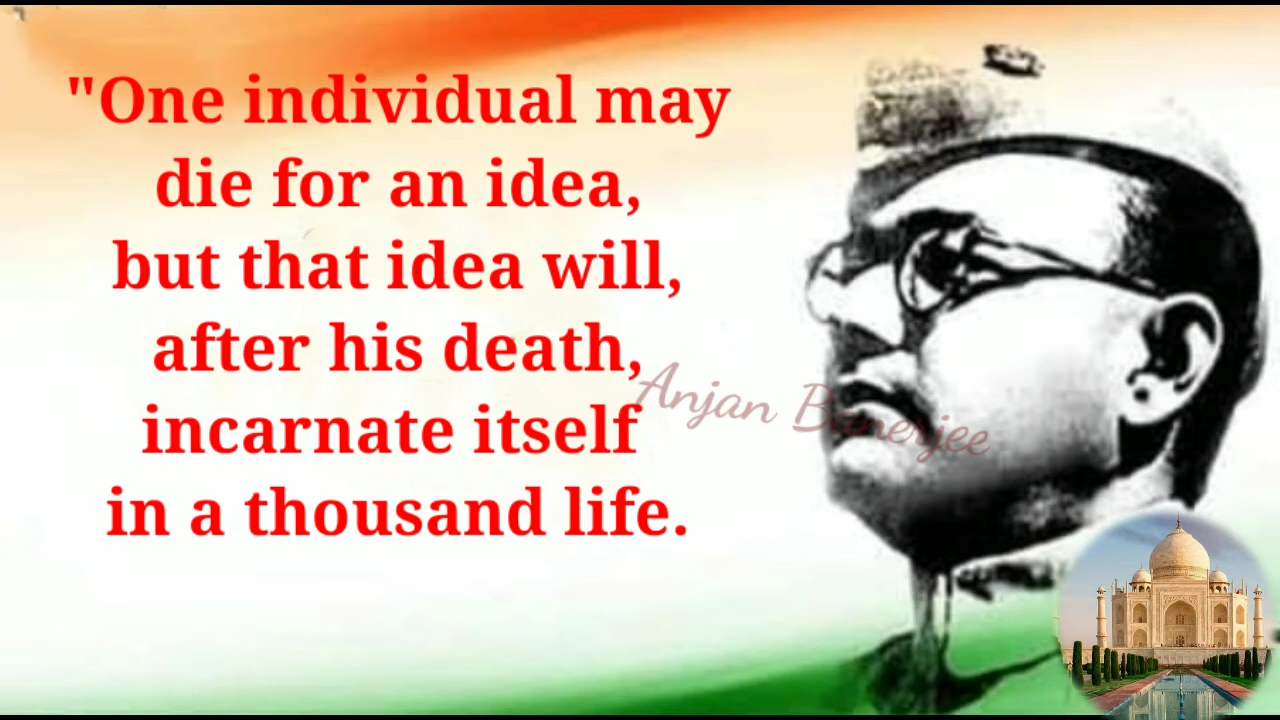 "One individual may
die for an idea,
but that idea will,
after his death,
incarnate itself
in a thousand life.
Anjan Banerjee